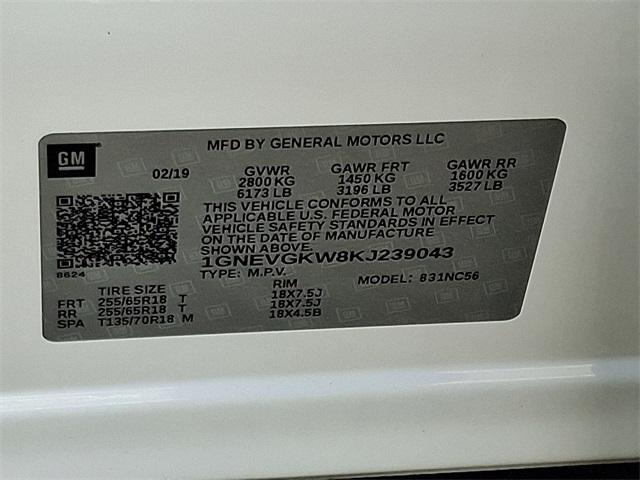 GM
MFD BY GENERAL MOTORS LLC
02/19 GVWR GAWR FRT GAWR RR
2800 KG 1450 KG 1600 KG
6173 LB 3196 LB 3527 LB
THIS VEHICLE CONFORMS TO ALL
APPLICABLE U.S. FEDERAL MOTOR
VEHICLE SAFETY STANDARDS IN EFFECT
ON THE DATE OF MANUFACTURE
SHOWN ABOVE.
1GNEVGKW8KJ239043
8624
TYPE: M.P.V. MODEL: 831NC56
TIRE SIZE RIM
FRT 255/65R18 T 18X7.5J
RR 255/65R18 T 18X7.5J
SPA T135/70R18 M 18X4.5B